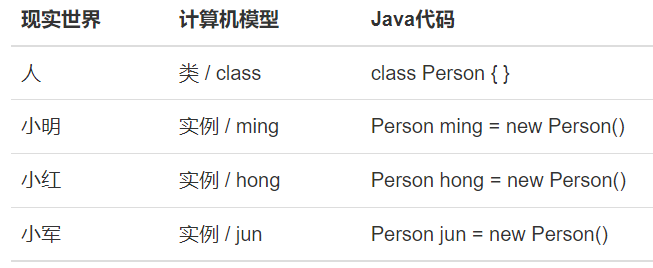 现实世界 计算机模型 Java代码
人 类 / class class Person { }
小明 实例 / ming Person ming = new Person()
小红 实例 / hong Person hong = new Person()
小军 实例 / jun Person jun = new Person()